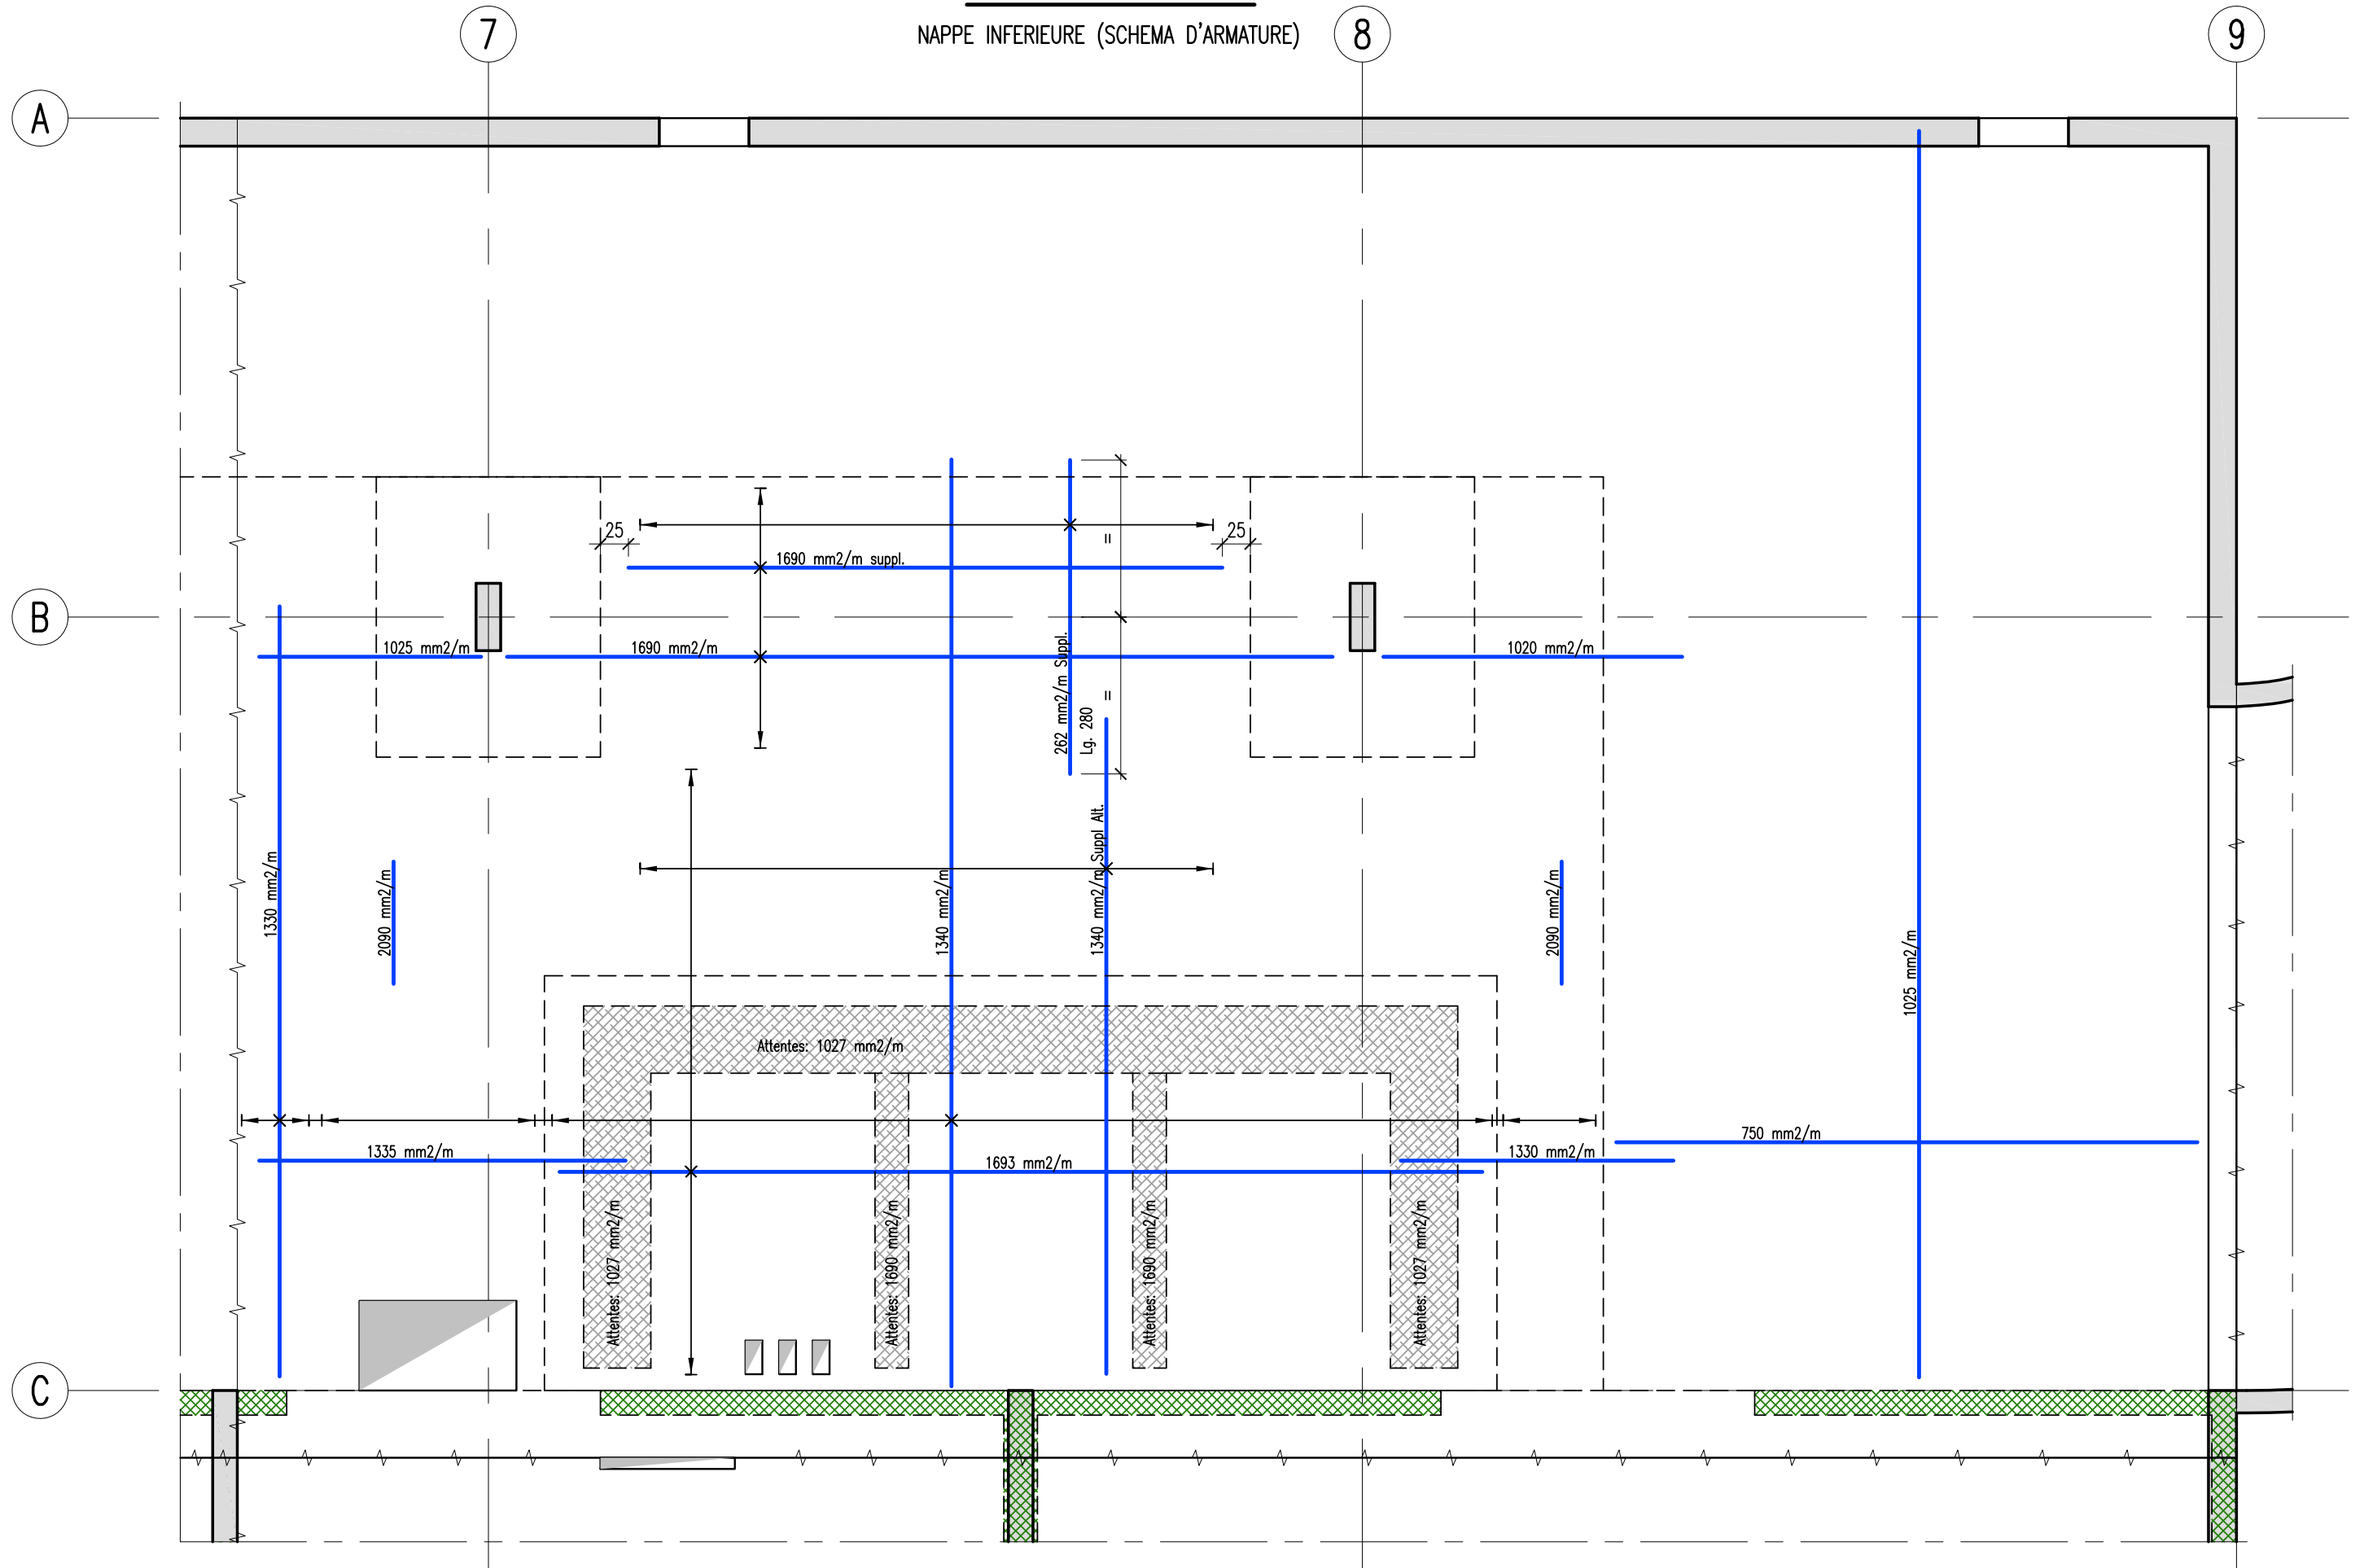 NAPPE INFERIEURE (SCHEMA D'ARMATURE)
7
8
9
A
25
25
1690 mm2/m suppl.
=
B
1025 mm2/m
1690 mm2/m
262 mm2/m Suppl.
Lg. 280
=
1020 mm2/m
1330 mm2/m
2090 mm2/m
1340 mm2/m
1340 mm2/m Suppl Alt.
2090 mm2/m
1025 mm2/m
Attentes: 1027 mm2/m
1335 mm2/m
1693 mm2/m
1330 mm2/m
750 mm2/m
Attentes: 1027 mm2/m
Attentes: 1690 mm2/m
Attentes: 1690 mm2/m
Attentes: 1027 mm2/m
C